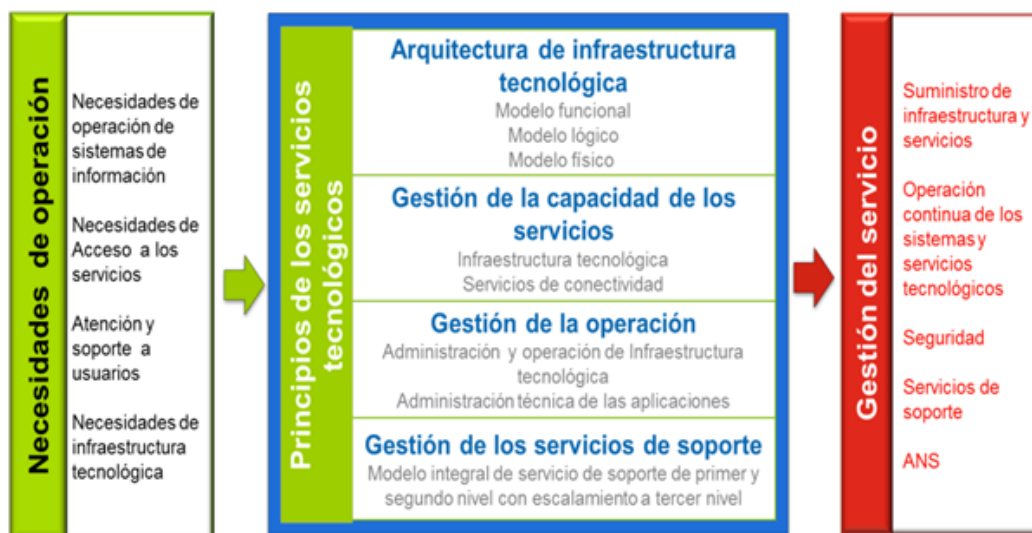 Necesidades de operación
Necesidades de
operación de
sistemas de
información
Necesidades de
Acceso a los
servicios
Atención y
soporte a
usuarios
Necesidades de
infraestructura
tecnológica
Principios de los servicios
tecnológicos
Arquitectura de infraestructura
tecnológica
Modelo funcional
Modelo lógico
Modelo físico
Gestión de la capacidad de los
servicios
Infraestructura tecnológica
Servicios de conectividad
Gestión de la operación
Administración y operación de Infraestructura
tecnológica
Administración técnica de las aplicaciones
Gestión de los servicios de soporte
Modelo integral de servicio de soporte de primer y
segundo nivel con escalamiento a tercer nivel
Gestión del servicio
Suministro de
infraestructura y
servicios
Operación
continua de los
sistemas y
servicios
tecnológicos
Seguridad
Servicios de
soporte
ANS